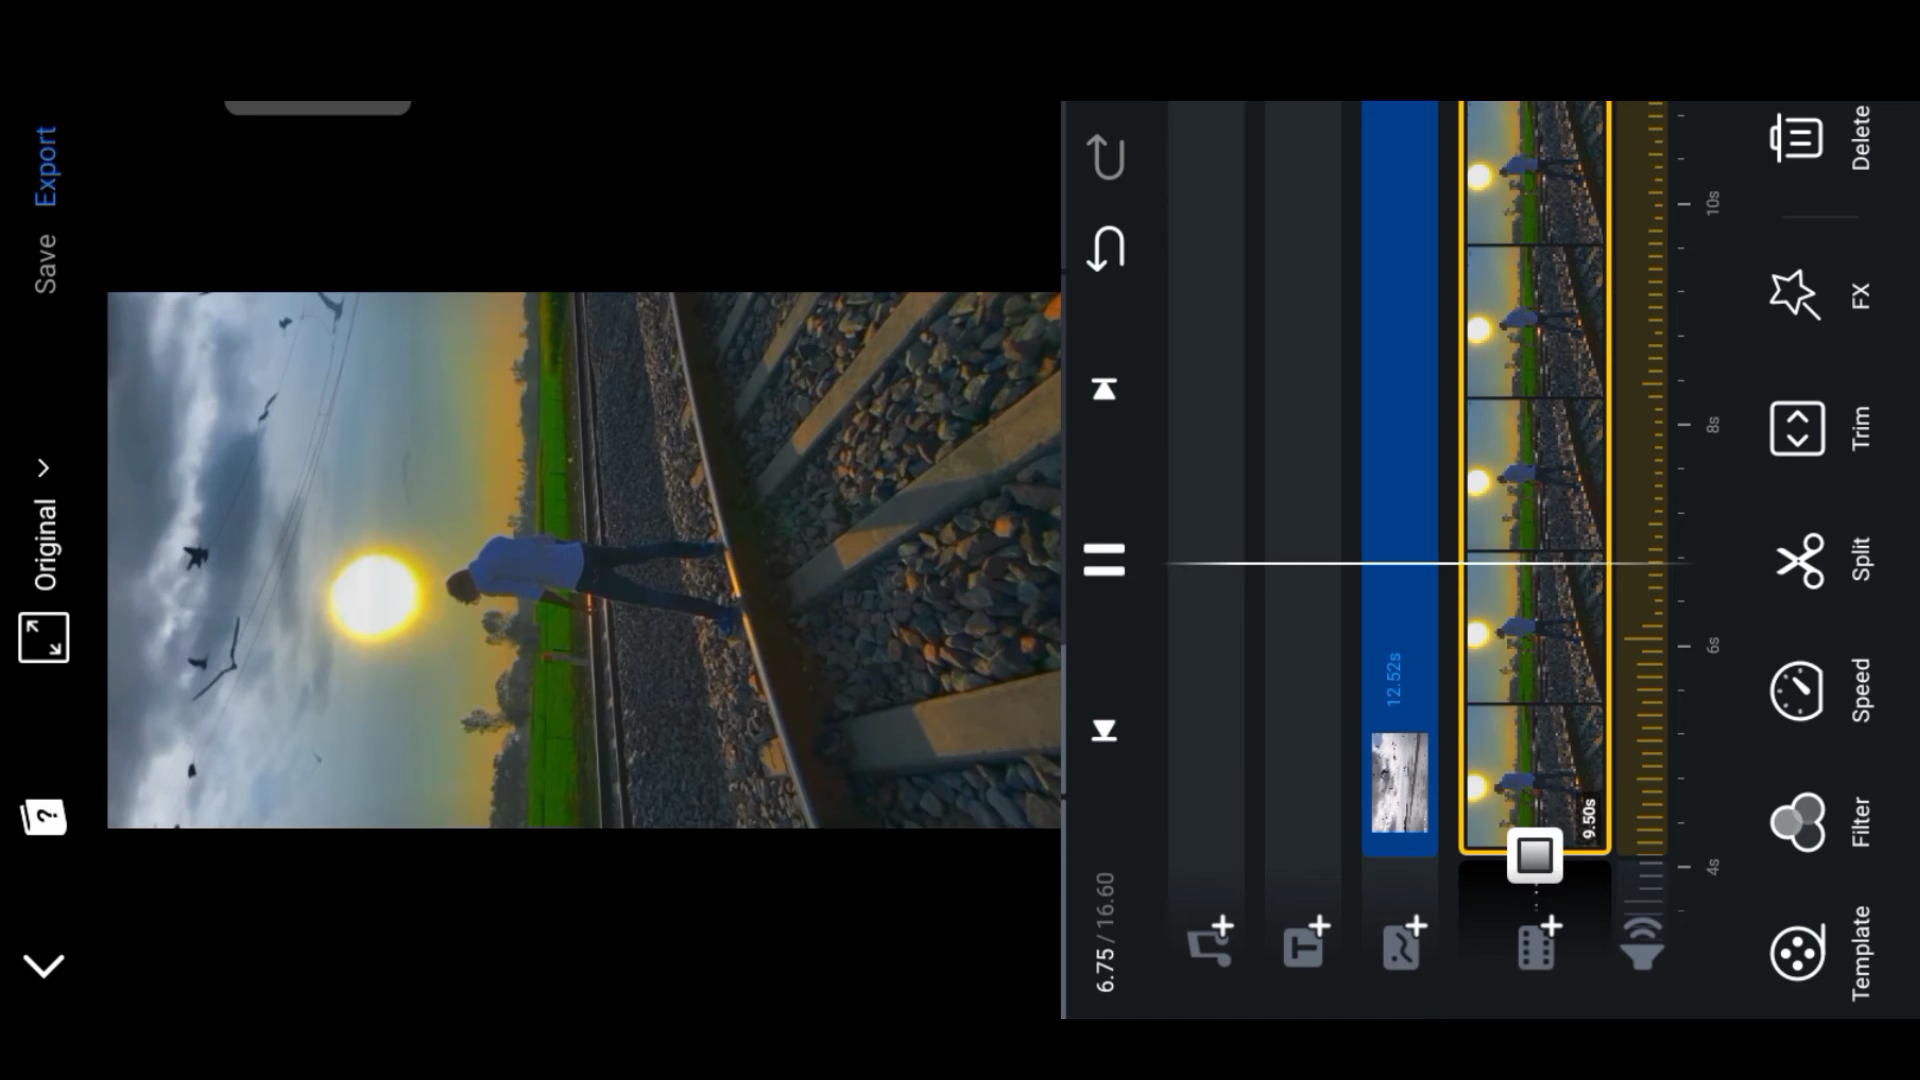 Original
Save
Export
?
6.75 / 16.60
T
12.52s
9.50s
4s
6s
8s
10s
Template
Filter
Speed
Split
Trim
FX
Delete